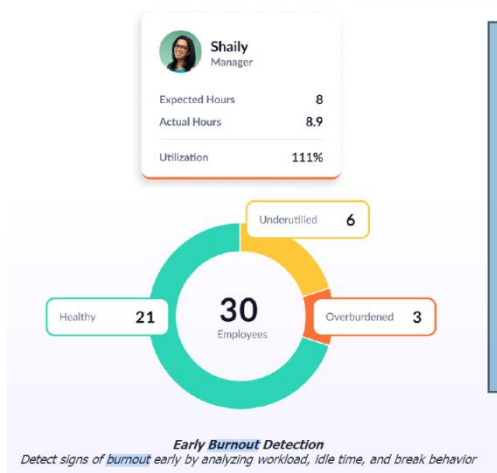 Shaily
Manager
Expected Hours 8
Actual Hours 8.9
Utilization 111%
Underutilied 6
Healthy 21
30
Employees
Overburdened 3
Early Burnout Detection
Detect signs of burnout early by analyzing workload, idle time, and break behavior